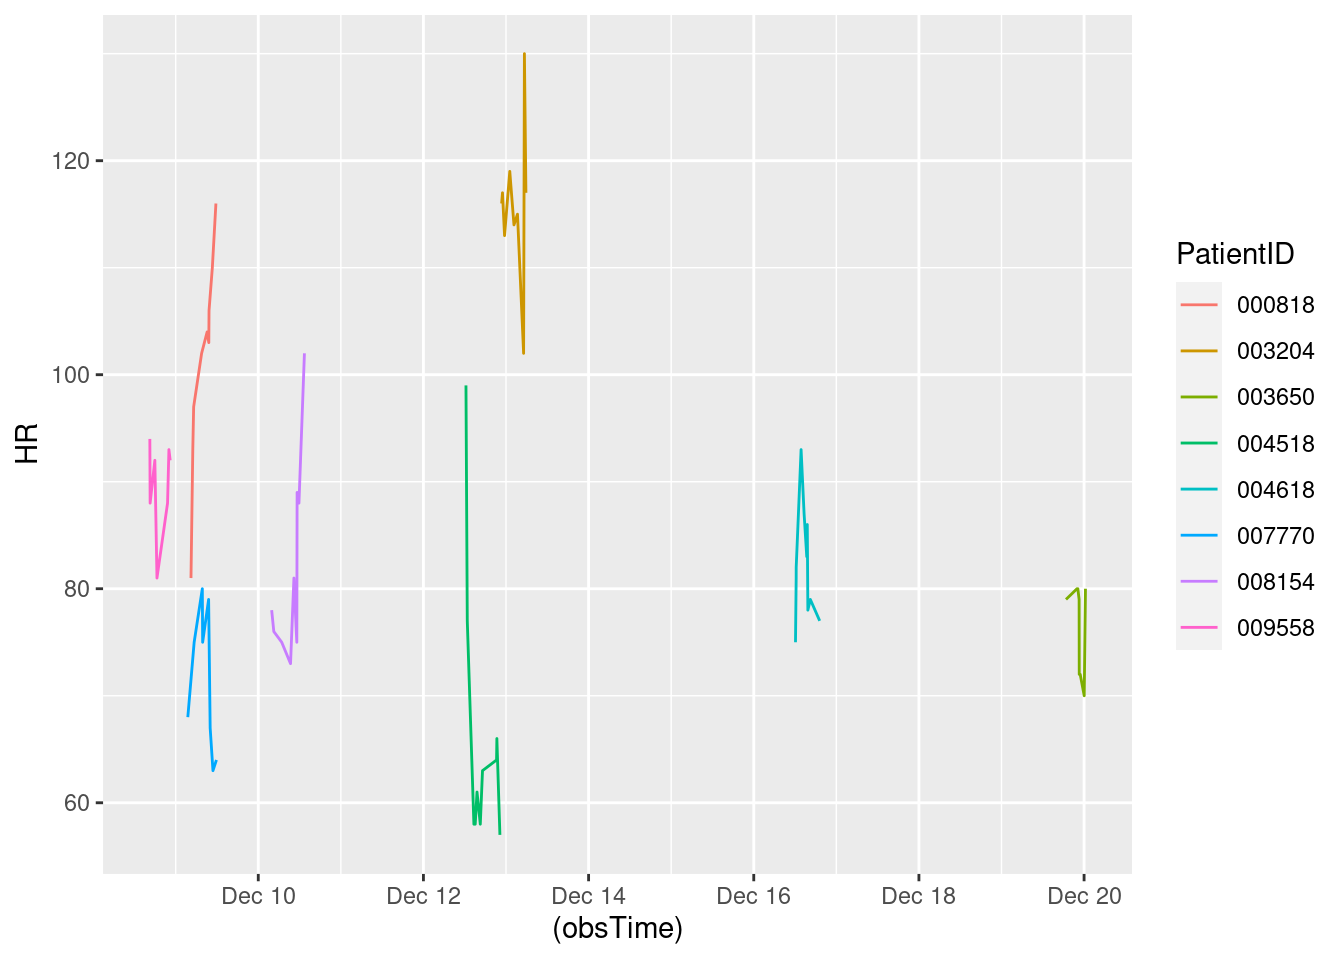 HR
120
100
80
60
Dec 10
Dec 12
Dec 14
Dec 16
Dec 18
Dec 20
(obsTime)
PatientID
000818
003204
003650
004518
004618
007770
008154
009558